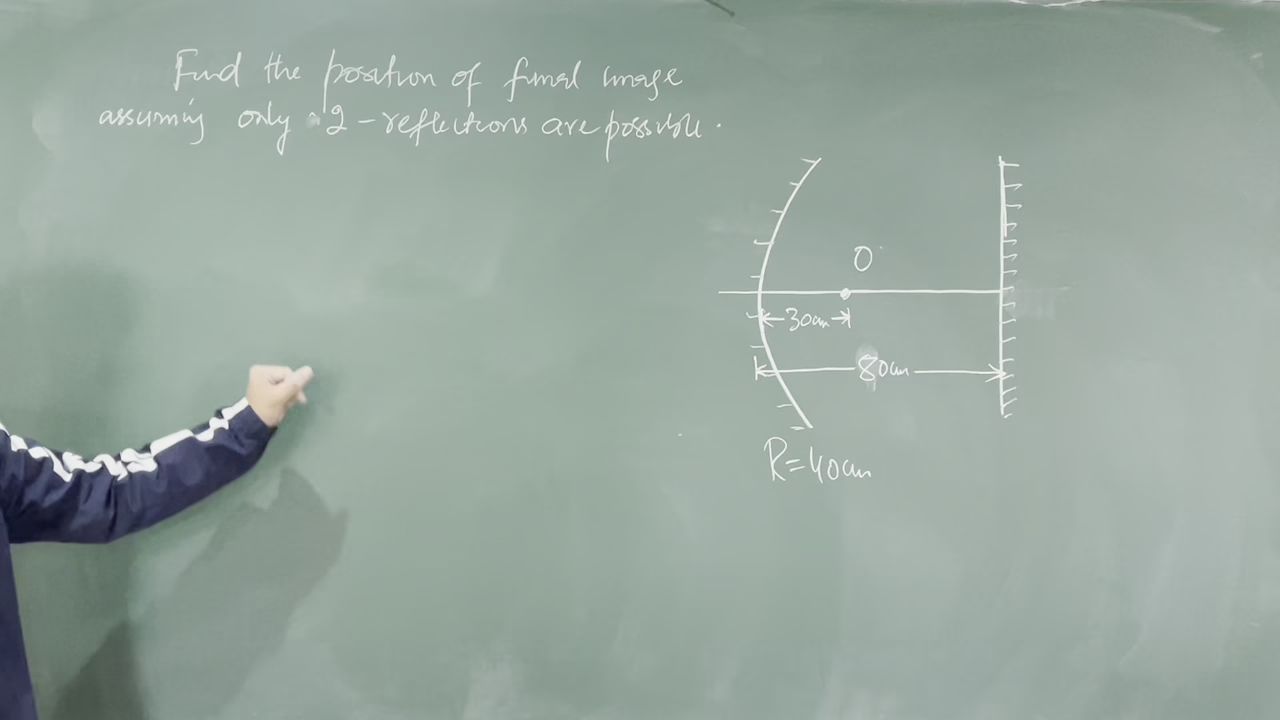 Find the position of final image
assuming only 2-reflections are possible.
O
30cm
80cm
R=40cm